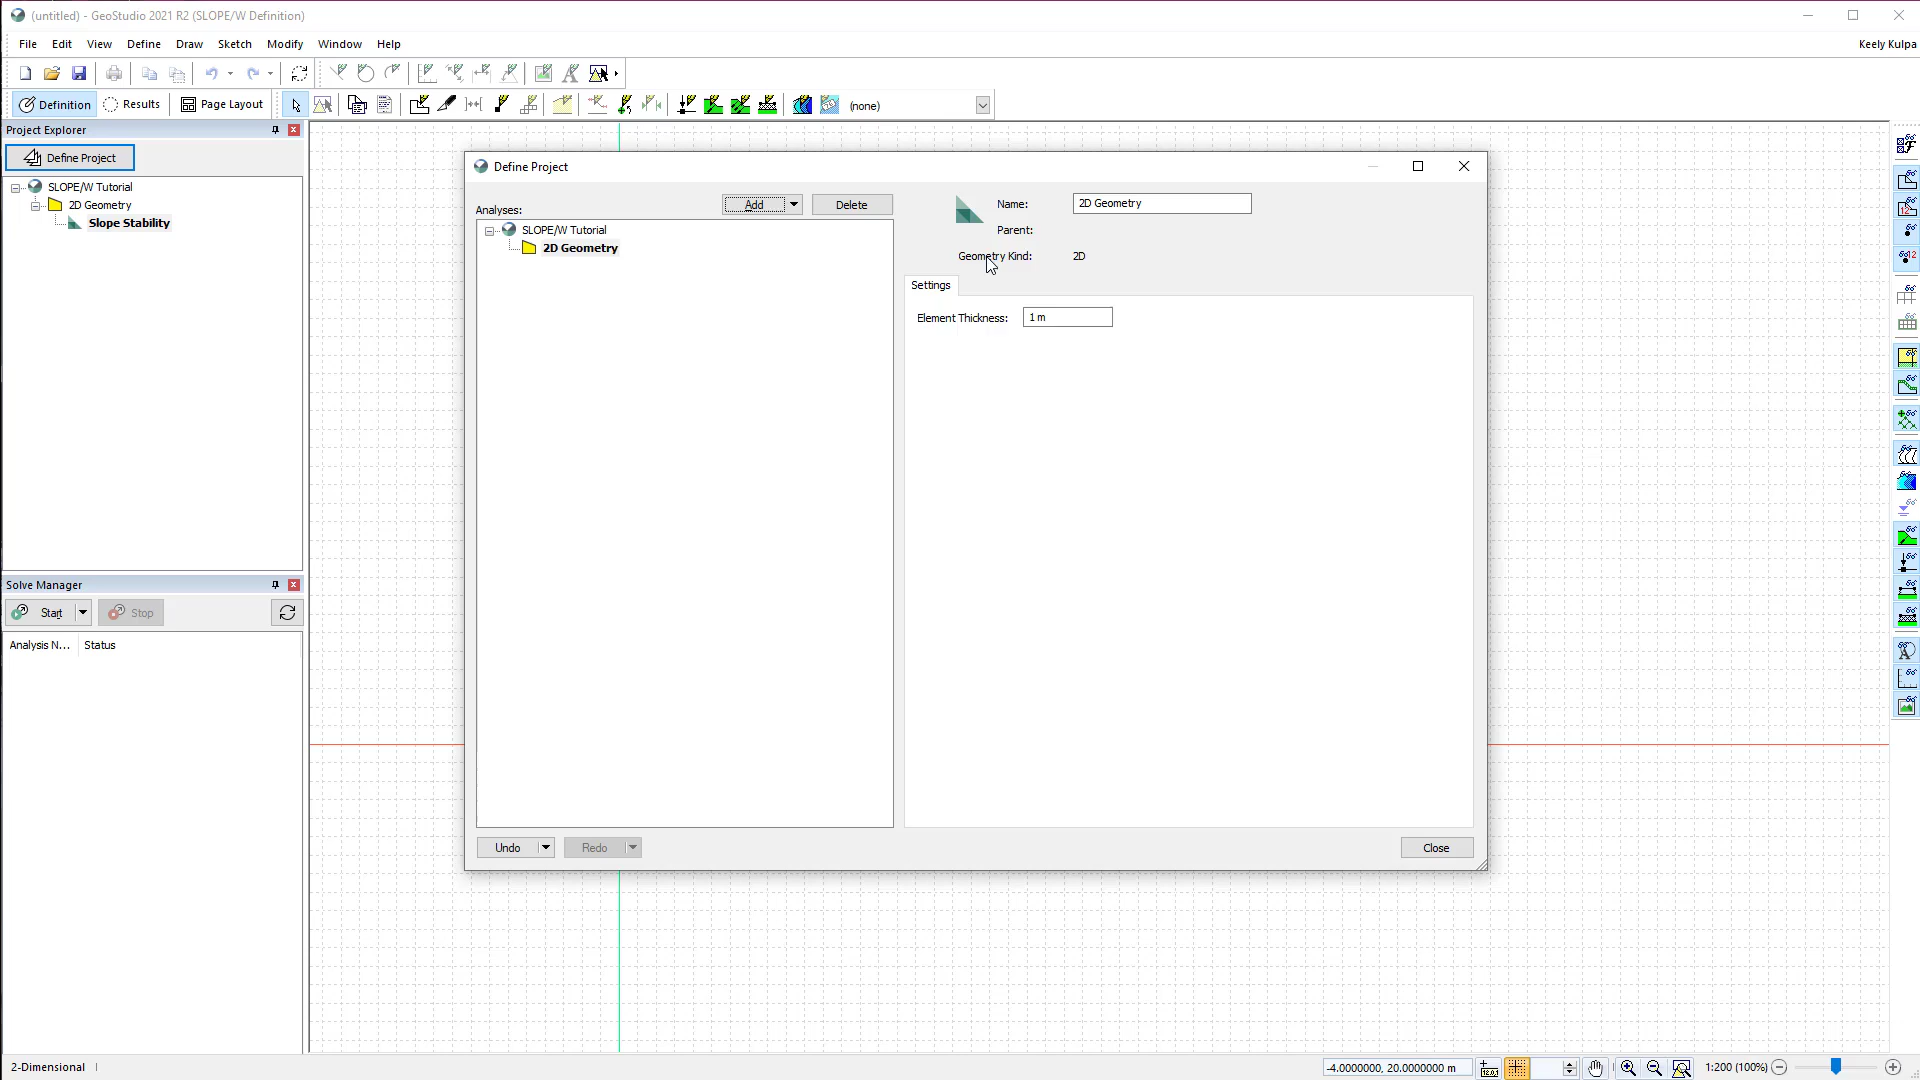 (untitled) - GeoStudio 2021 R2 (SLOPE/W Definition)
File Edit View Define Draw Sketch Modify Window Help
Keely Kulpa
Definition Results Page Layout (none)
Project Explorer
Define Project
SLOPE/W Tutorial
2D Geometry
Slope Stability
Solve Manager
Start Stop
Analysis N... Status
Define Project
Analyses: Add Delete
SLOPE/W Tutorial
2D Geometry
Name: 2D Geometry
Parent:
Geometry Kind: 2D
Settings
Element Thickness: 1 m
Undo Redo Close
2-Dimensional
-4.0000000, 20.0000000 m
1:200 (100%)